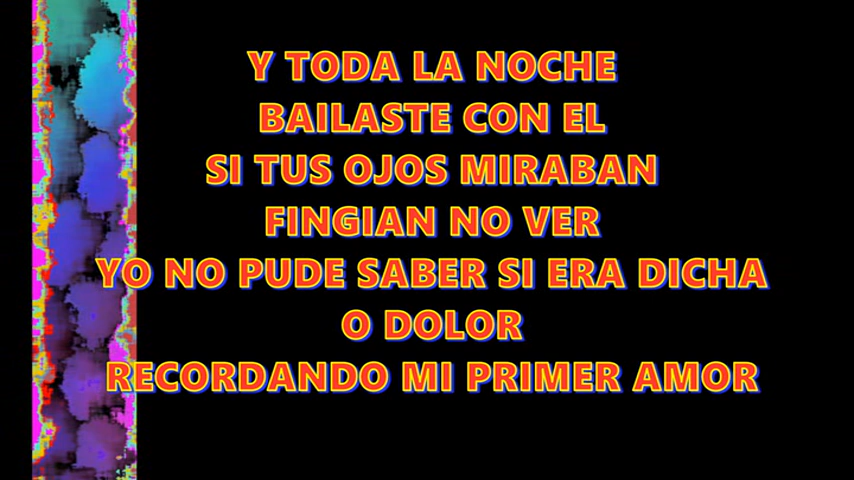 Y TODA LA NOCHE
BAILASTE CON EL
SI TUS OJOS MIRABAN
FINGIAN NO VER
YO NO PUDE SABER SI ERA DICHA
O DOLOR
RECORDANDO MI PRIMER AMOR